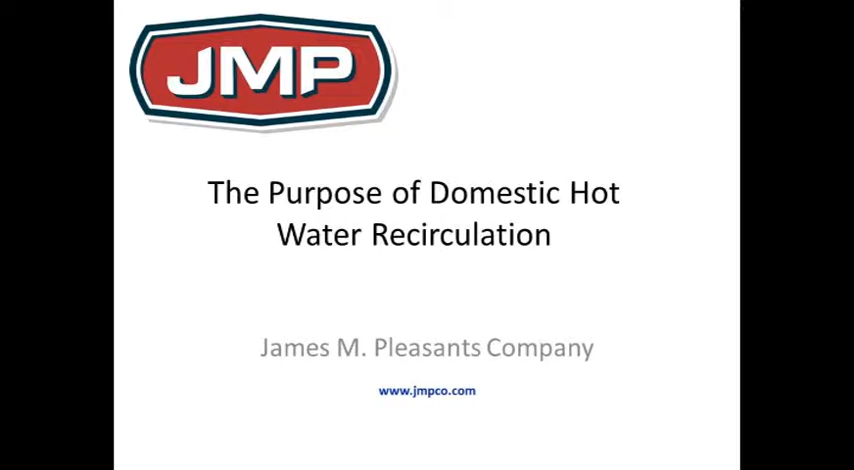 JMP
The Purpose of Domestic Hot
Water Recirculation
James M. Pleasants Company
www.jmpco.com